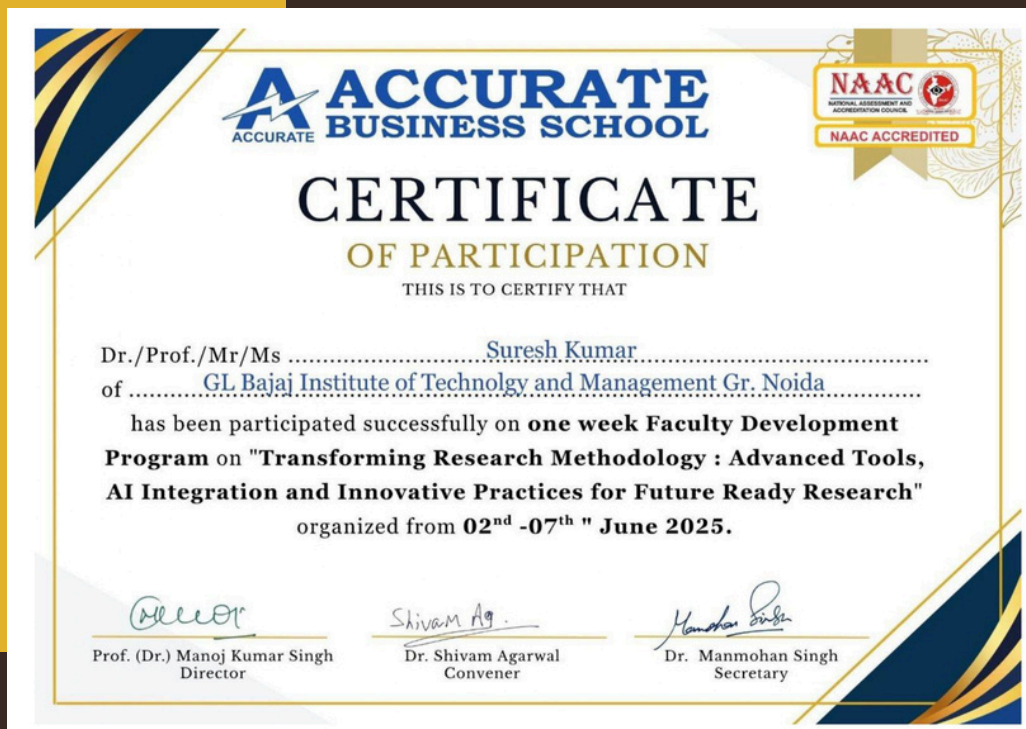 ACCURATE
ACCURATE
BUSINESS SCHOOL
NAAC
NATIONAL ASSESSMENT AND
ACCREDITATION COUNCIL
NAAC ACCREDITED
CERTIFICATE
OF PARTICIPATION
THIS IS TO CERTIFY THAT
Dr./Prof./Mr/Ms ........ Suresh Kumar ........
of ........ GL Bajaj Institute of Technolgy and Management Gr. Noida ........
has been participated successfully on one week Faculty Development
Program on "Transforming Research Methodology : Advanced Tools,
AI Integration and Innovative Practices for Future Ready Research"
organized from 02nd -07th " June 2025.
Shivam Ag.
Manmohan Singh
Prof. (Dr.) Manoj Kumar Singh
Director
Dr. Shivam Agarwal
Convener
Dr. Manmohan Singh
Secretary